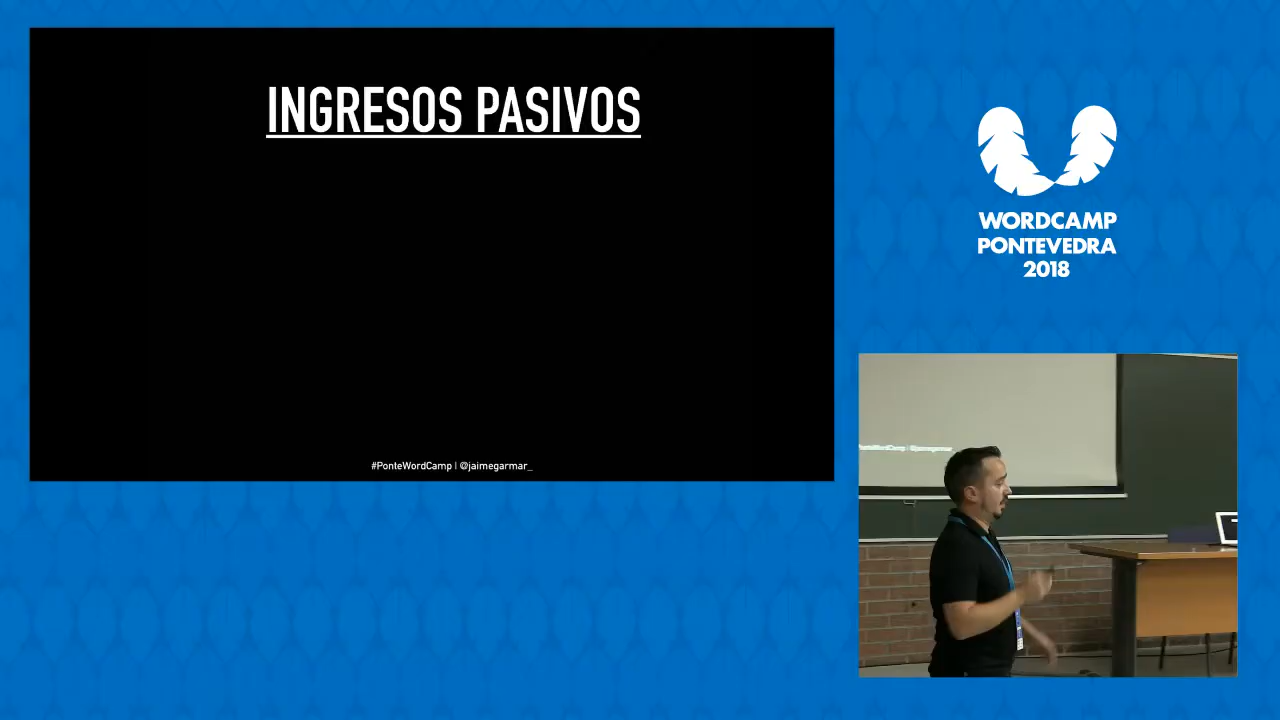 INGRESOS PASIVOS
#PonteWordCamp | @jaimegarmar_
WORDCAMP
PONTEVEDRA
2018